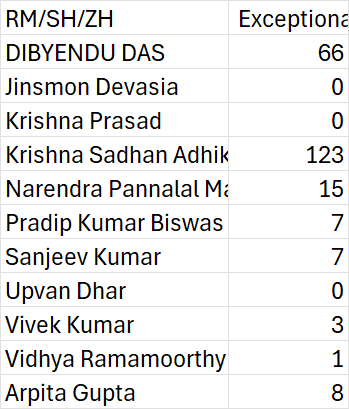 RM/SH/ZH Exceptiona
DIBYENDU DAS 66
Jinsmon Devasia 0
Krishna Prasad 0
Krishna Sadhan Adhik 123
Narendra Pannalal Ma 15
Pradip Kumar Biswas 7
Sanjeev Kumar 7
Upvan Dhar 0
Vivek Kumar 3
Vidhya Ramamoorthy 1
Arpita Gupta 8